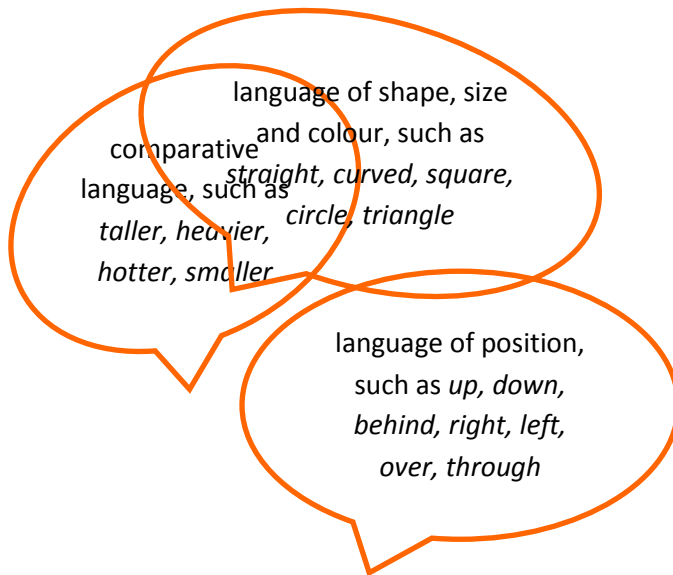 language of shape, size
and colour, such as
straight, curved, square,
circle, triangle
comparative
language, such as
taller, heavier,
hotter, smaller
language of position,
such as up, down,
behind, right, left,
over, through